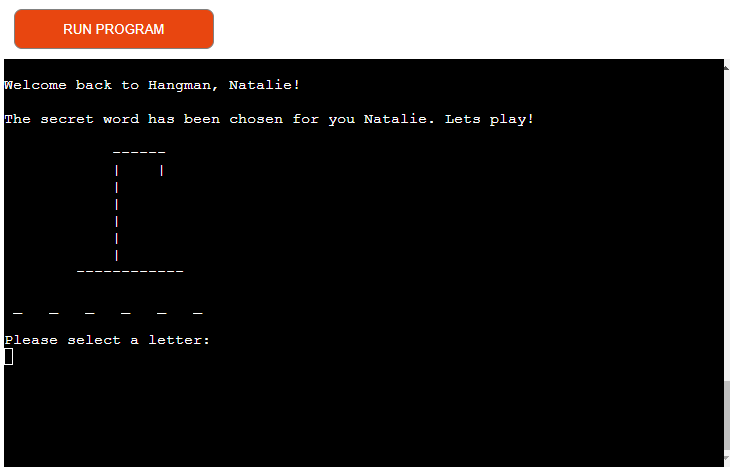 RUN PROGRAM
Welcome back to Hangman, Natalie!
The secret word has been chosen for you Natalie. Lets play!
------
|    |
|
|
|
|
|
------------
_ _ _ _ _ _
Please select a letter: